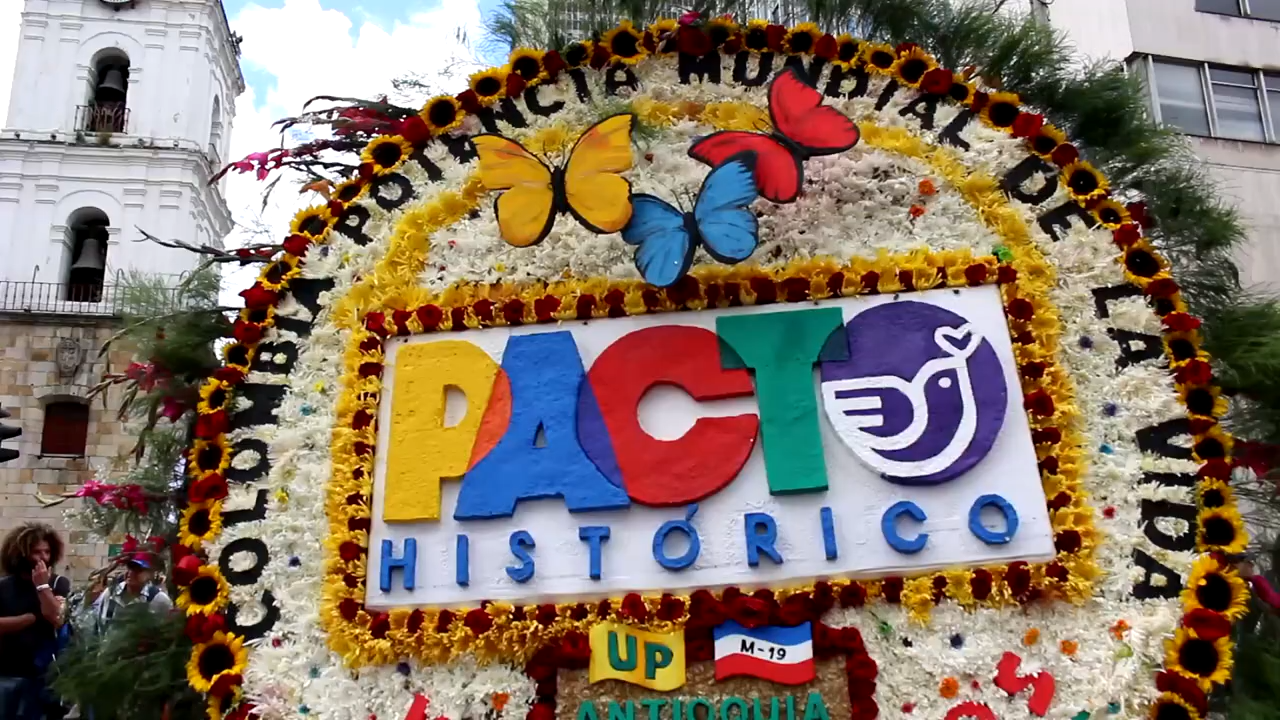 COLOMBIA POTENCIA MUNDIAL DE LA VIDA
PACTO
HISTÓRICO
UP
M-19
ANTIOQUIA